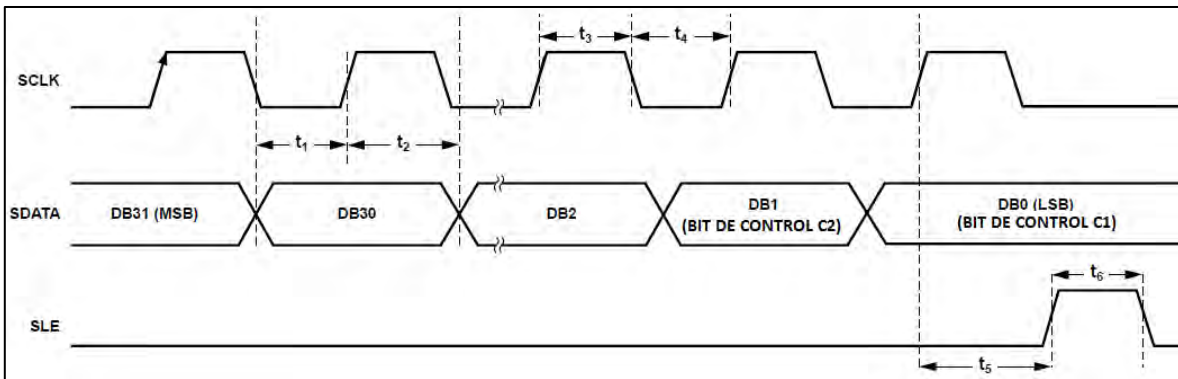 t3
t4
SCLK
t1
t2
SDATA
DB31 (MSB)
DB30
DB2
DB1
(BIT DE CONTROL C2)
DB0 (LSB)
(BIT DE CONTROL C1)
t6
SLE
t5